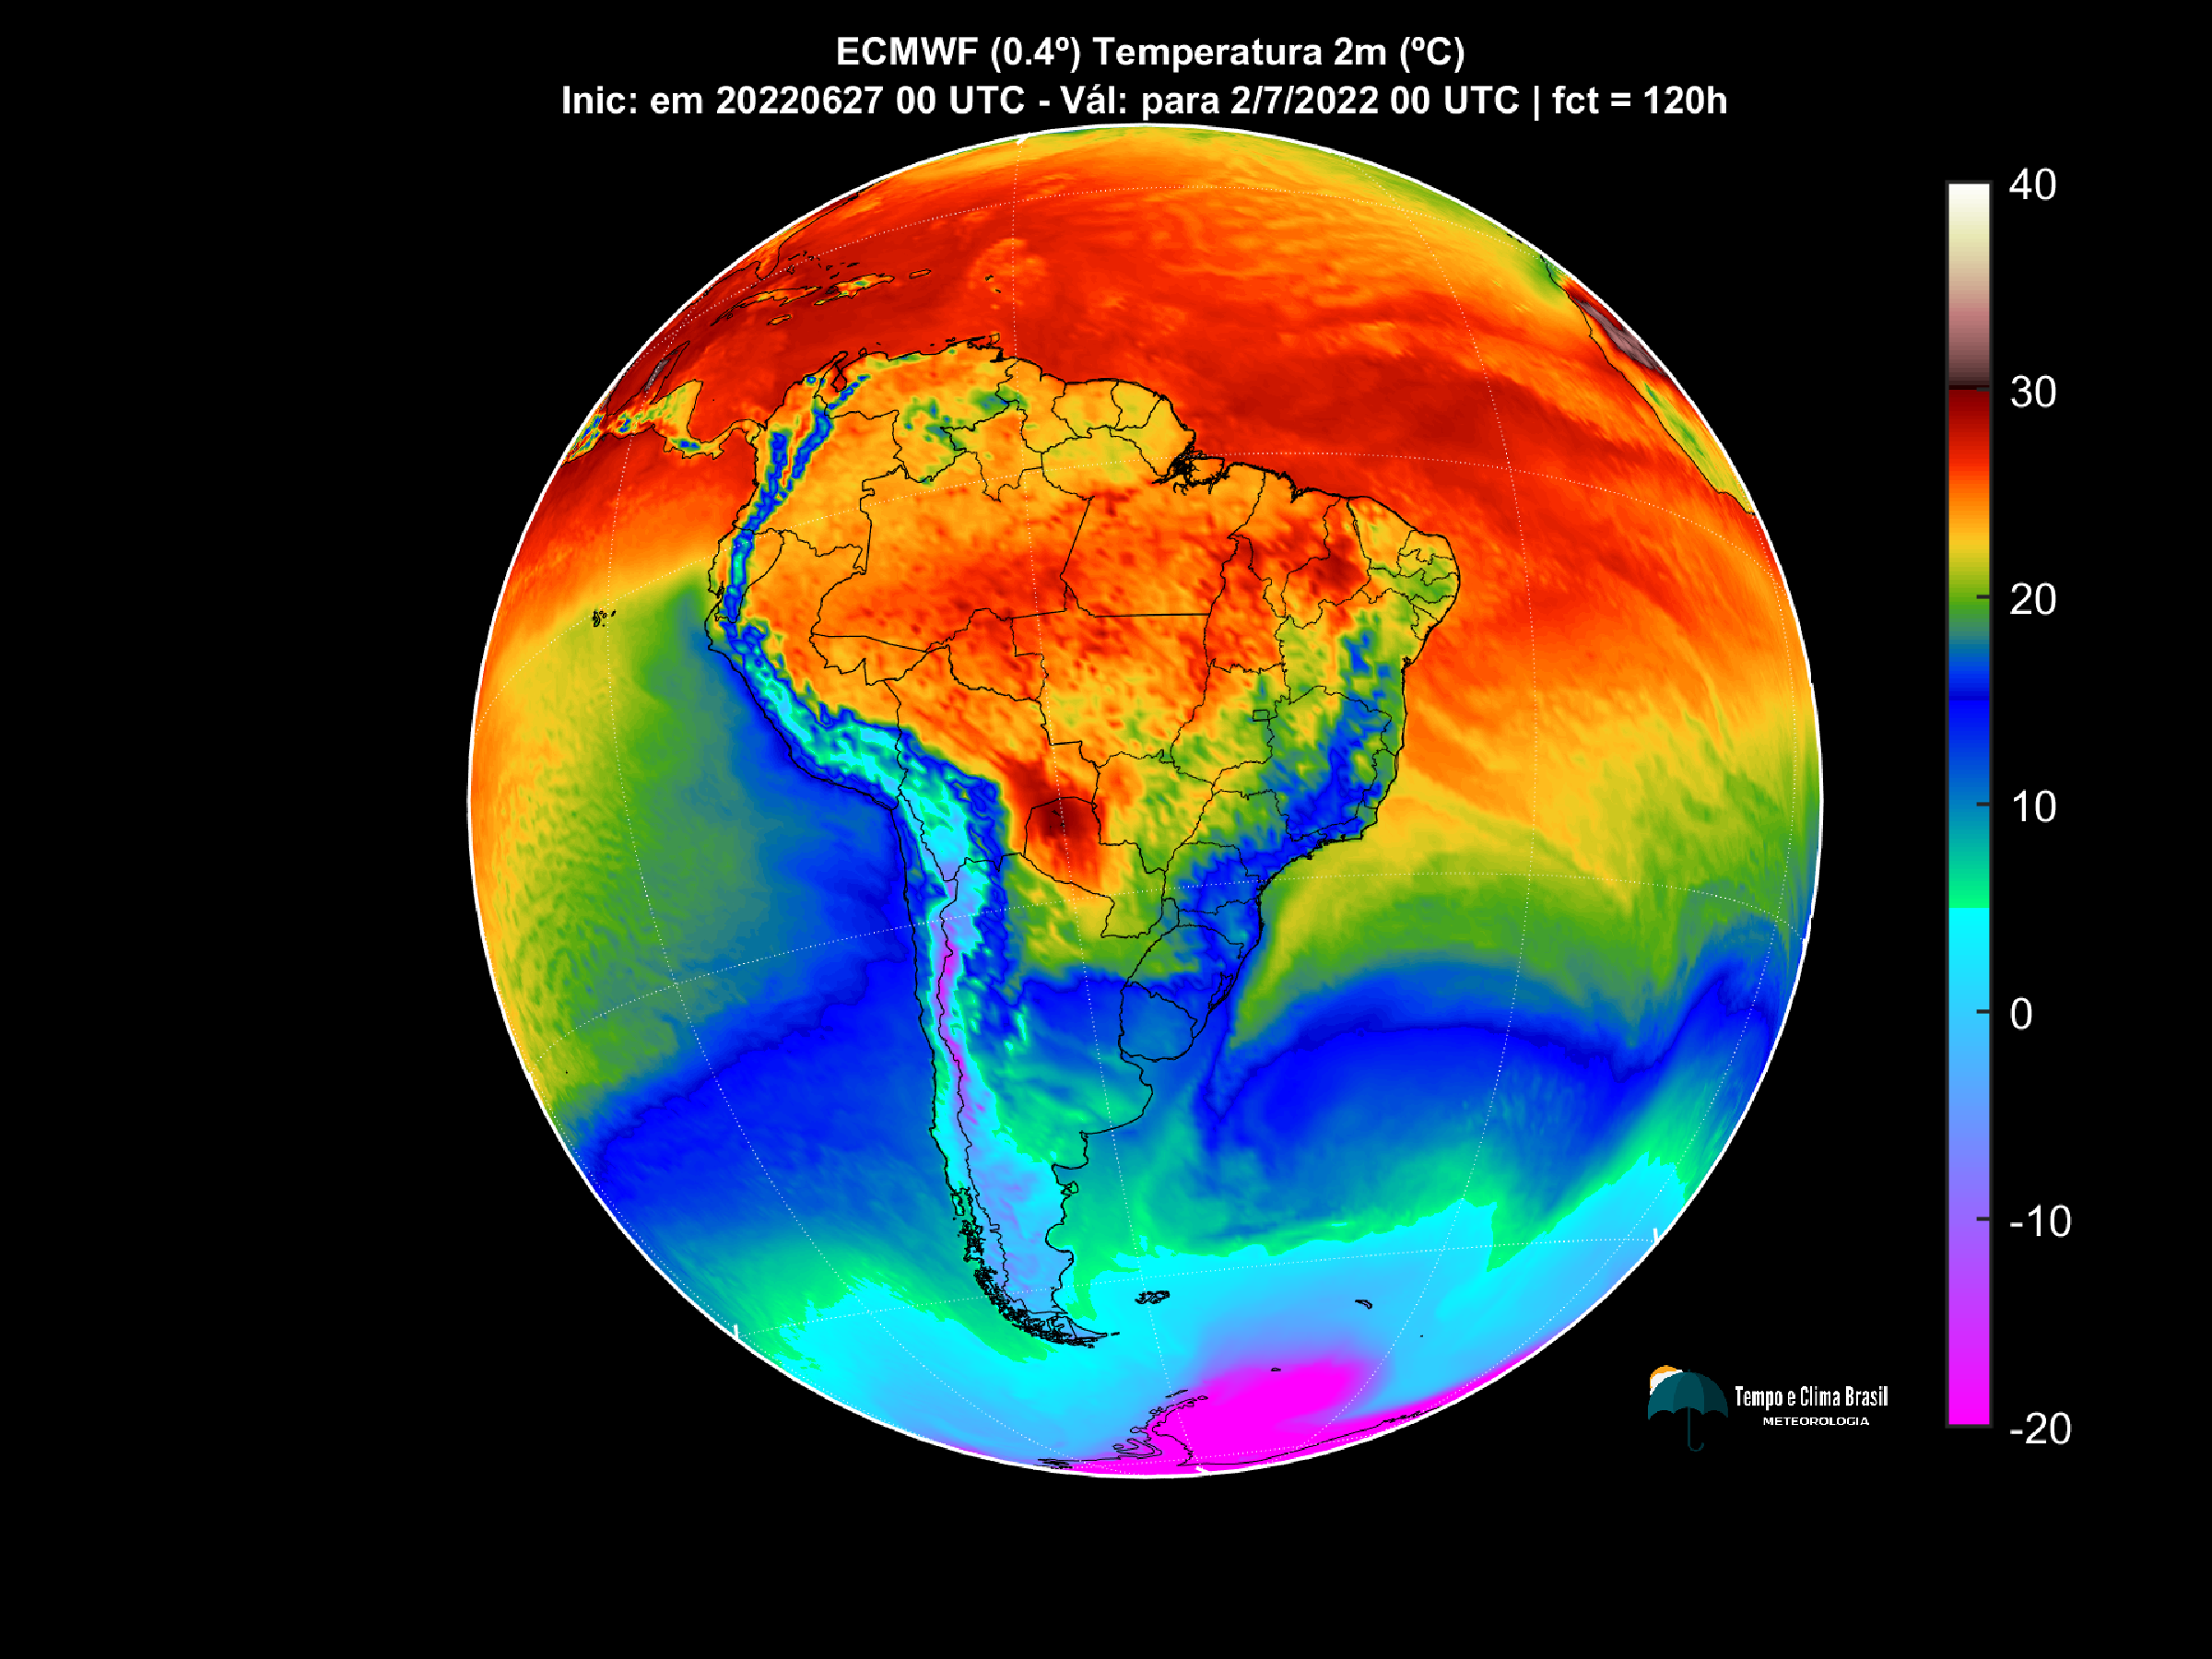 ECMWF (0.4º) Temperatura 2m (ºC)
Inic: em 20220627 00 UTC - Vál: para 2/7/2022 00 UTC | fct = 120h
40
30
20
10
0
-10
-20
Tempo e Clima Brasil
METEOROLOGIA